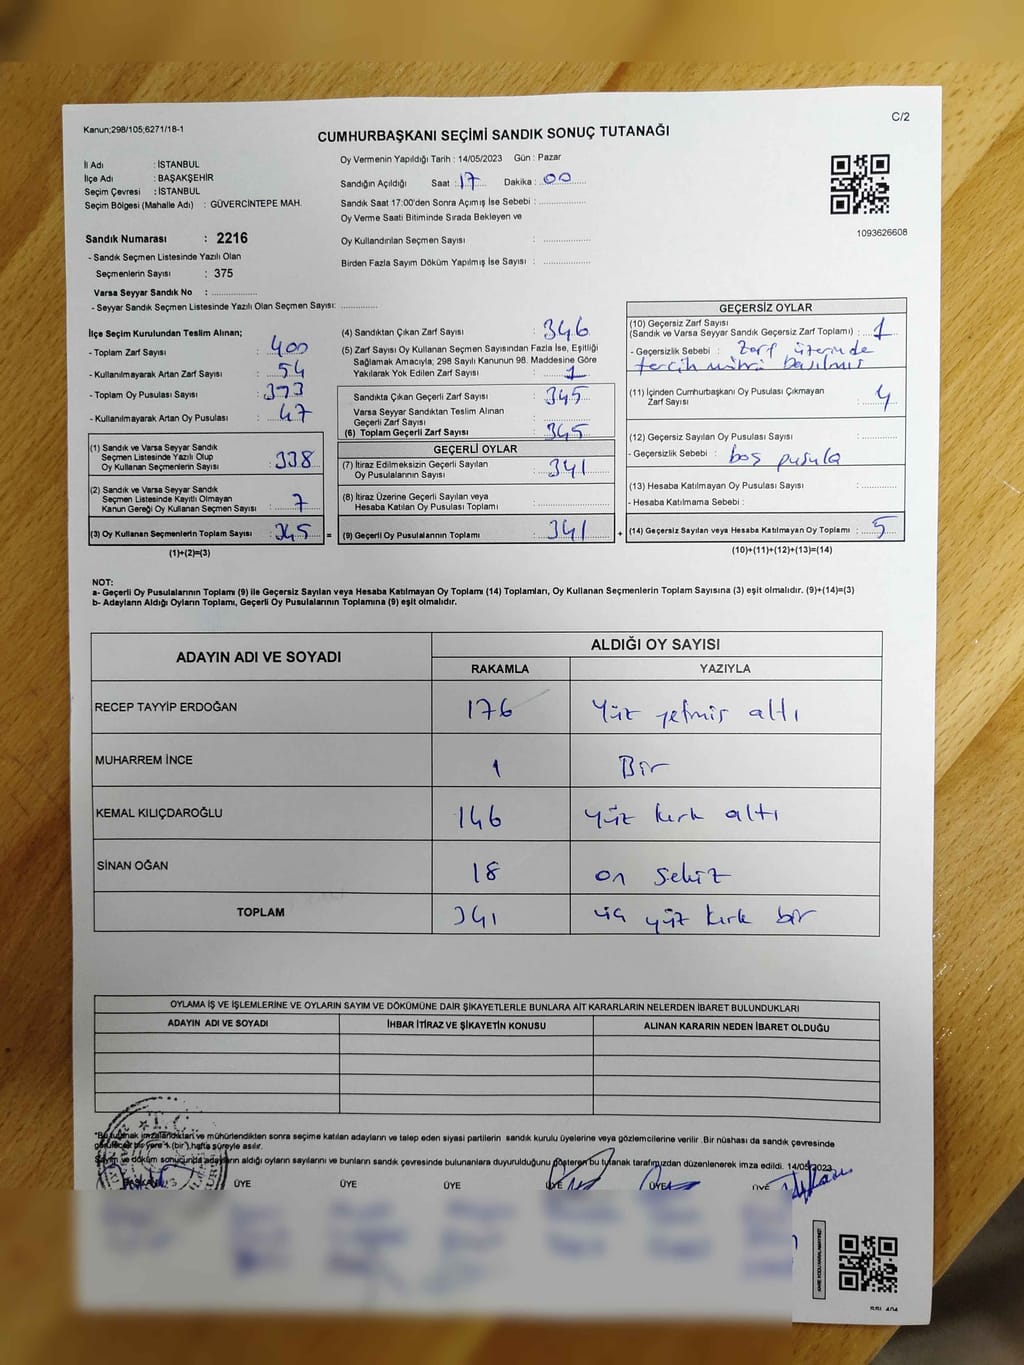 Kanun;298/105;6271/18-1
C/2
CUMHURBAŞKANI SEÇİMİ SANDIK SONUÇ TUTANAĞI
İl Adı : İSTANBUL
İlçe Adı : BAŞAKŞEHİR
Seçim Çevresi : İSTANBUL
Seçim Bölgesi (Mahalle Adı) : GÜVERCİNTEPE MAH.
Oy Vermenin Yapıldığı Tarih : 14/05/2023 Gün : Pazar
Sandığın Açıldığı Saat : 17 Dakika : 00
Sandık Saat 17:00'den Sonra Açımış İse Sebebi :
Oy Verme Saati Bitiminde Sırada Bekleyen ve
Oy Kullandırılan Seçmen Sayısı :
Birden Fazla Sayım Döküm Yapılmış İse Sayısı :
1093626608
Sandık Numarası : 2216
- Sandık Seçmen Listesinde Yazılı Olan
Seçmenlerin Sayısı : 375
Varsa Seyyar Sandık No :
- Seyyar Sandık Seçmen Listesinde Yazılı Olan Seçmen Sayısı:
İlçe Seçim Kurulundan Teslim Alınan;
- Toplam Zarf Sayısı : 400
- Kullanılmayarak Artan Zarf Sayısı : 54
- Toplam Oy Pusulası Sayısı : 393
- Kullanılmayarak Artan Oy Pusulası : 47
(1) Sandık ve Varsa Seyyar Sandık
Seçmen Listesinde Yazılı Olup
Oy Kullanan Seçmenlerin Sayısı : 338
(2) Sandık ve Varsa Seyyar Sandık
Seçmen Listesinde Kayıtlı Olmayan
Kanun Gereği Oy Kullanan Seçmen Sayısı : 7
(3) Oy Kullanan Seçmenlerin Toplam Sayısı : 345 =
(1)+(2)=(3)
(4) Sandıktan Çıkan Zarf Sayısı : 346
(5) Zarf Sayısı Oy Kullanan Seçmen Sayısından Fazla İse, Eşitliği
Sağlamak Amacıyla; 298 Sayılı Kanunun 98. Maddesine Göre
Yakılarak Yok Edilen Zarf Sayısı : 1
Sandıkta Çıkan Geçerli Zarf Sayısı : 345
Varsa Seyyar Sandıktan Teslim Alınan
Geçerli Zarf Sayısı :
(6) Toplam Geçerli Zarf Sayısı : 345
GEÇERLİ OYLAR
(7) İtiraz Edilmeksizin Geçerli Sayılan
Oy Pusulalarının Sayısı : 341
(8) İtiraz Üzerine Geçerli Sayılan veya
Hesaba Katılan Oy Pusulası Toplamı :
(9) Geçerli Oy Pusulalarının Toplamı : 341 +
GEÇERSİZ OYLAR
(10) Geçersiz Zarf Sayısı
(Sandık ve Varsa Seyyar Sandık Geçersiz Zarf Toplamı) : 1
- Geçersizlik Sebebi : Zarf üzerinde
tercih mührü basılmış
(11) İçinden Cumhurbaşkanı Oy Pusulası Çıkmayan
Zarf Sayısı : 4
(12) Geçersiz Sayılan Oy Pusulası Sayısı :
- Geçersizlik Sebebi : boş pusula
(13) Hesaba Katılmayan Oy Pusulası Sayısı :
- Hesaba Katılmama Sebebi :
(14) Geçersiz Sayılan veya Hesaba Katılmayan Oy Toplamı : 5
(10)+(11)+(12)+(13)=(14)
NOT:
a- Geçerli Oy Pusulalarının Toplamı (9) ile Geçersiz Sayılan veya Hesaba Katılmayan Oy Toplamı (14) Toplamları, Oy Kullanan Seçmenlerin Toplam Sayısına (3) eşit olmalıdır. (9)+(14)=(3)
b- Adayların Aldığı Oyların Toplamı, Geçerli Oy Pusulalarının Toplamına (9) eşit olmalıdır.
ADAYIN ADI VE SOYADI
ALDIĞI OY SAYISI
RAKAMLA YAZIYLA
RECEP TAYYİP ERDOĞAN 176 Yüz yetmiş altı
MUHARREM İNCE 1 Bir
KEMAL KILIÇDAROĞLU 146 yüz kırk altı
SİNAN OĞAN 18 on sekiz
TOPLAM 341 üç yüz kırk bir
OYLAMA İŞ VE İŞLEMLERİNE VE OYLARIN SAYIM VE DÖKÜMÜNE DAİR ŞİKAYETLERLE BUNLARA AİT KARARLARIN NELERDEN İBARET BULUNDUKLARI
ADAYIN ADI VE SOYADI İHBAR İTİRAZ VE ŞİKAYETİN KONUSU ALINAN KARARIN NEDEN İBARET OLDUĞU
"Bu tutanak imzalandıktan ve mühürlendikten sonra seçime katılan adayların ve talep eden siyasi partilerin sandık kurulu üyelerine veya gözlemcilerine verilir. Bir nüshası da sandık çevresinde
görülecek bir yere 1 (bir) hafta süreyle asılır.
Sayım ve döküm sonucunda adayların aldığı oyların sayılarını ve bunların sandık çevresinde bulunanlara duyurulduğunu gösteren bu tutanak tarafımızdan düzenlenerek imza edildi. 14/05/2023
BAŞKAN ÜYE ÜYE ÜYE ÜYE ÜYE ÜYE